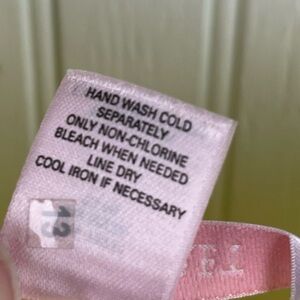 HAND WASH COLD
SEPARATELY
ONLY NON-CHLORINE
BLEACH WHEN NEEDED
LINE DRY
COOL IRON IF NECESSARY
13